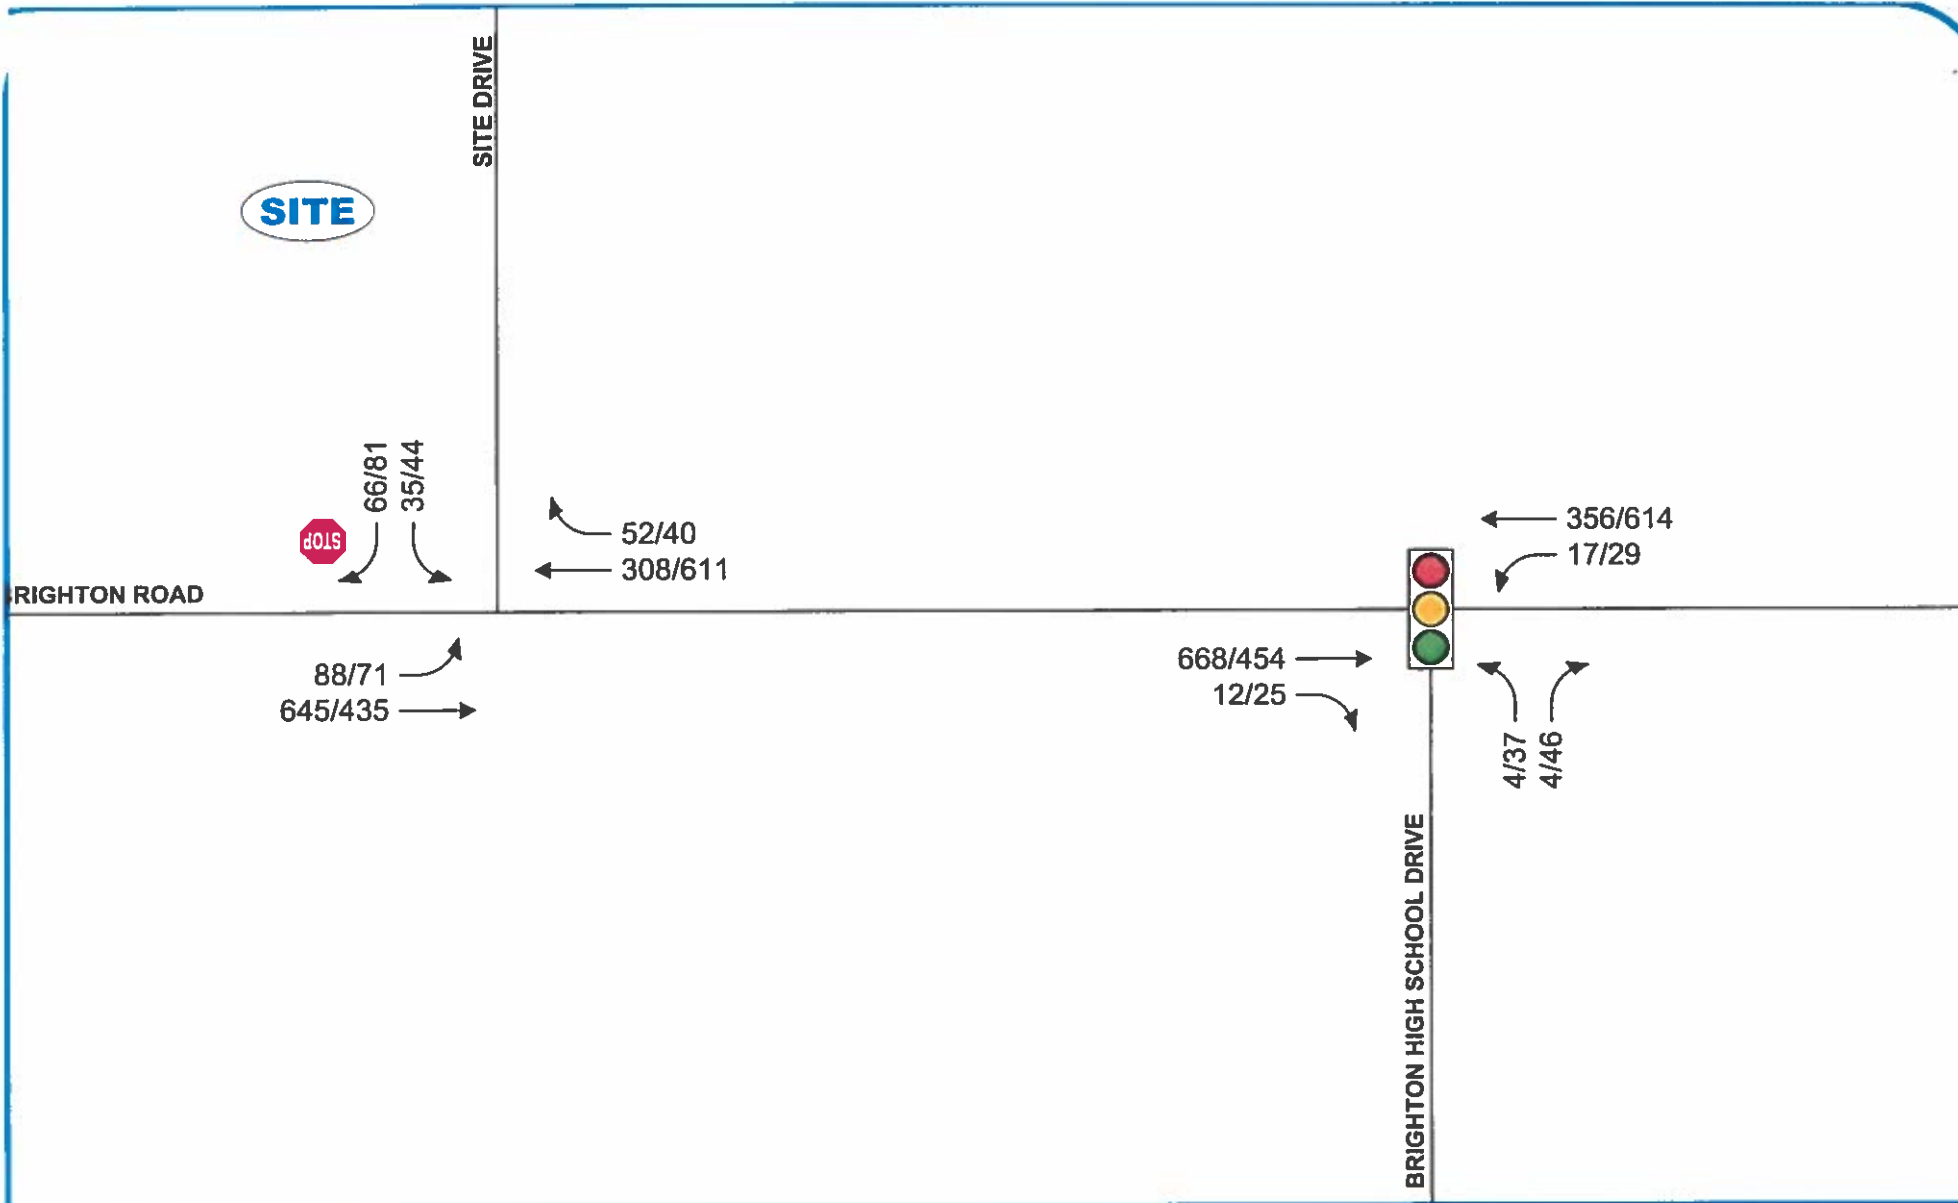 SITE DRIVE
SITE
66/81
35/44
STOP
52/40
308/611
RIGHTON ROAD
88/71
645/435
356/614
17/29
668/454
12/25
4/37
4/46
BRIGHTON HIGH SCHOOL DRIVE